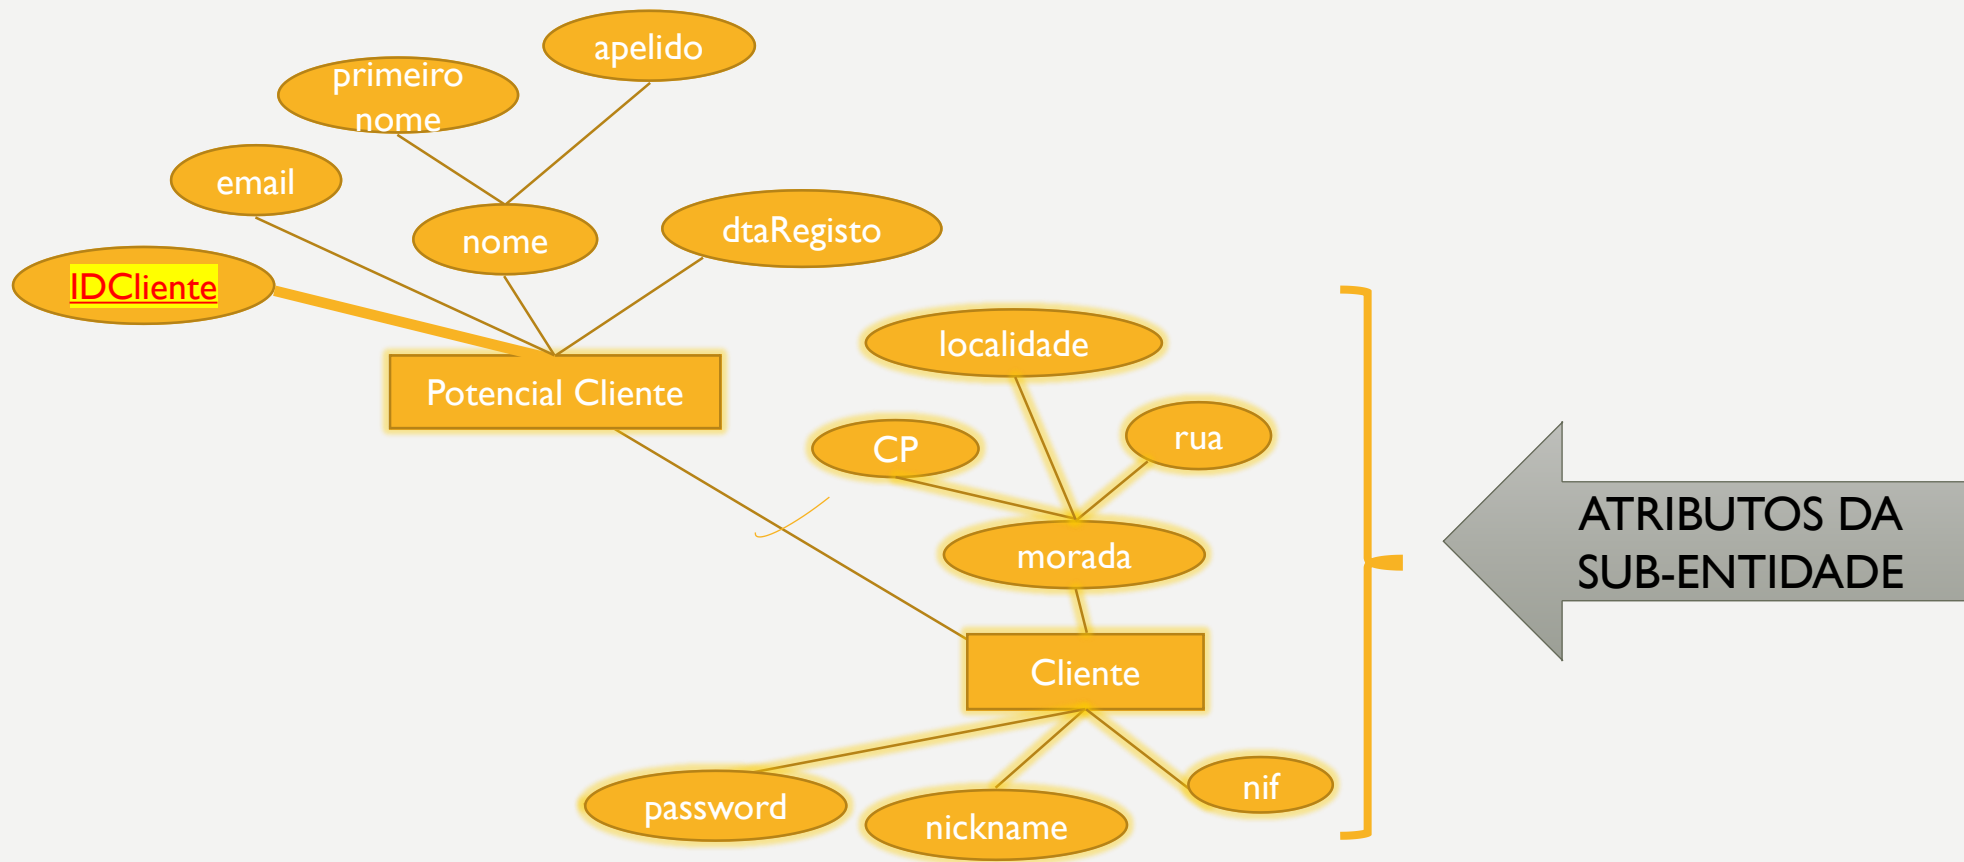 apelido
primeiro
nome
email
nome
dtaRegisto
IDCliente
Potencial Cliente
localidade
CP
rua
morada
Cliente
password
nickname
nif
ATRIBUTOS DA
SUB-ENTIDADE